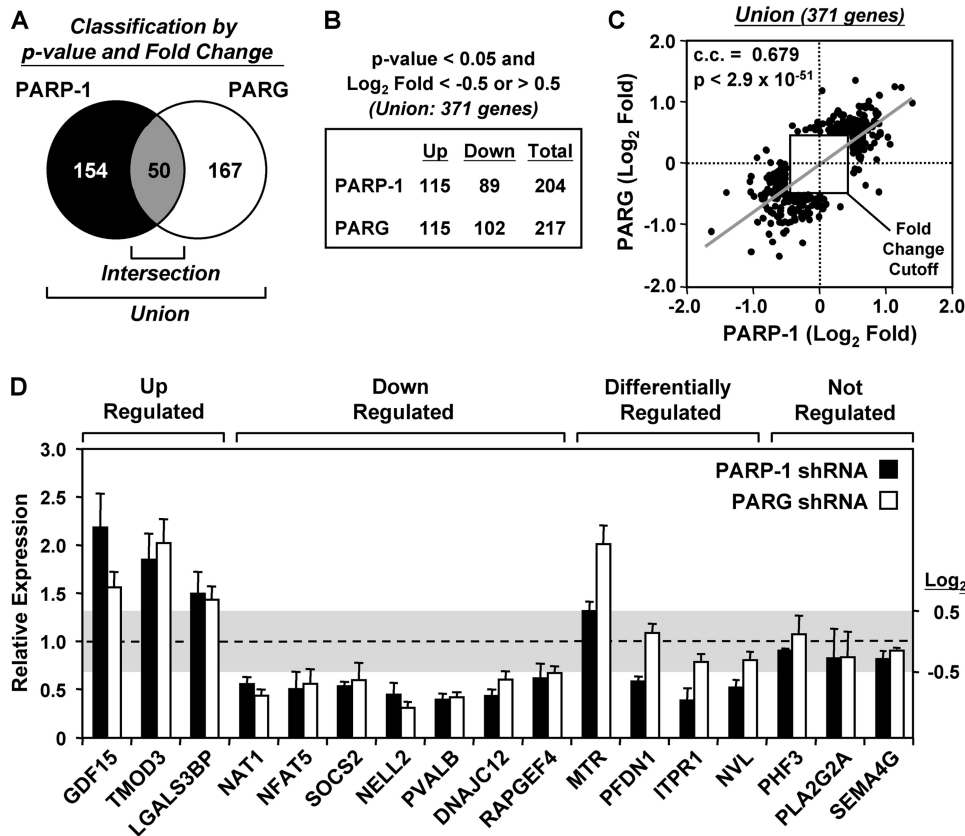 A
Classification by
p-value and Fold Change
PARP-1
PARG
154
50
167
Intersection
Union
B
p-value < 0.05 and
Log2 Fold < -0.5 or > 0.5
(Union: 371 genes)
Up Down Total
PARP-1 115 89 204
PARG 115 102 217
C
Union (371 genes)
c.c. = 0.679
p < 2.9 x 10-51
PARG (Log2 Fold)
2.0
1.0
0
-1.0
-2.0
Fold
Change
Cutoff
-2.0 -1.0 0 1.0 2.0
PARP-1 (Log2 Fold)
D
Up
Regulated
Down
Regulated
Differentially
Regulated
Not
Regulated
PARP-1 shRNA
PARG shRNA
Relative Expression
3.0
2.5
2.0
1.5
1.0
0.5
0
Log2
0.5
0
-0.5
GDF15
TMOD3
LGALS3BP
NAT1
NFAT5
SOCS2
NELL2
PVALB
DNAJC12
RAPGEF4
MTR
PFDN1
ITPR1
NVL
PHF3
PLA2G2A
SEMA4G